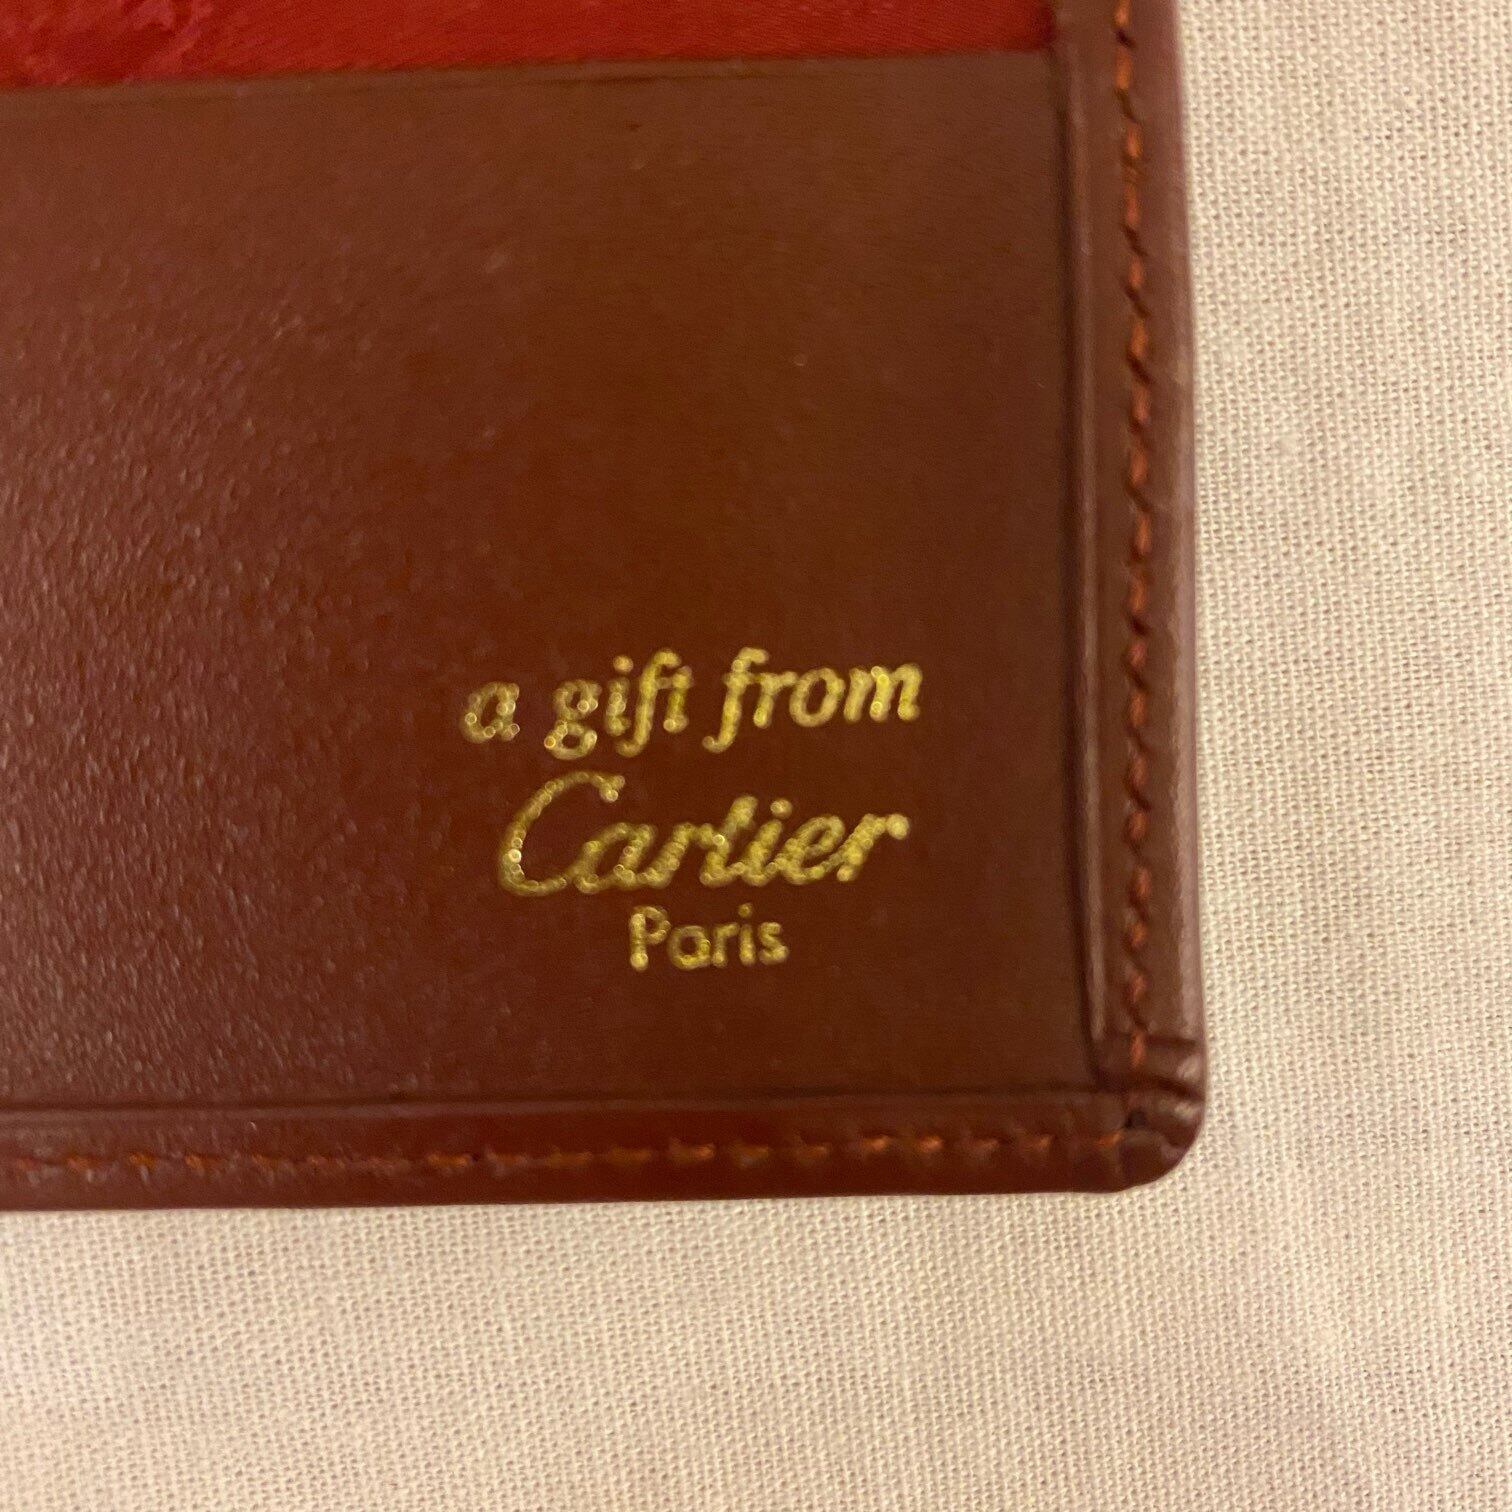 a gift from
Cartier
Paris